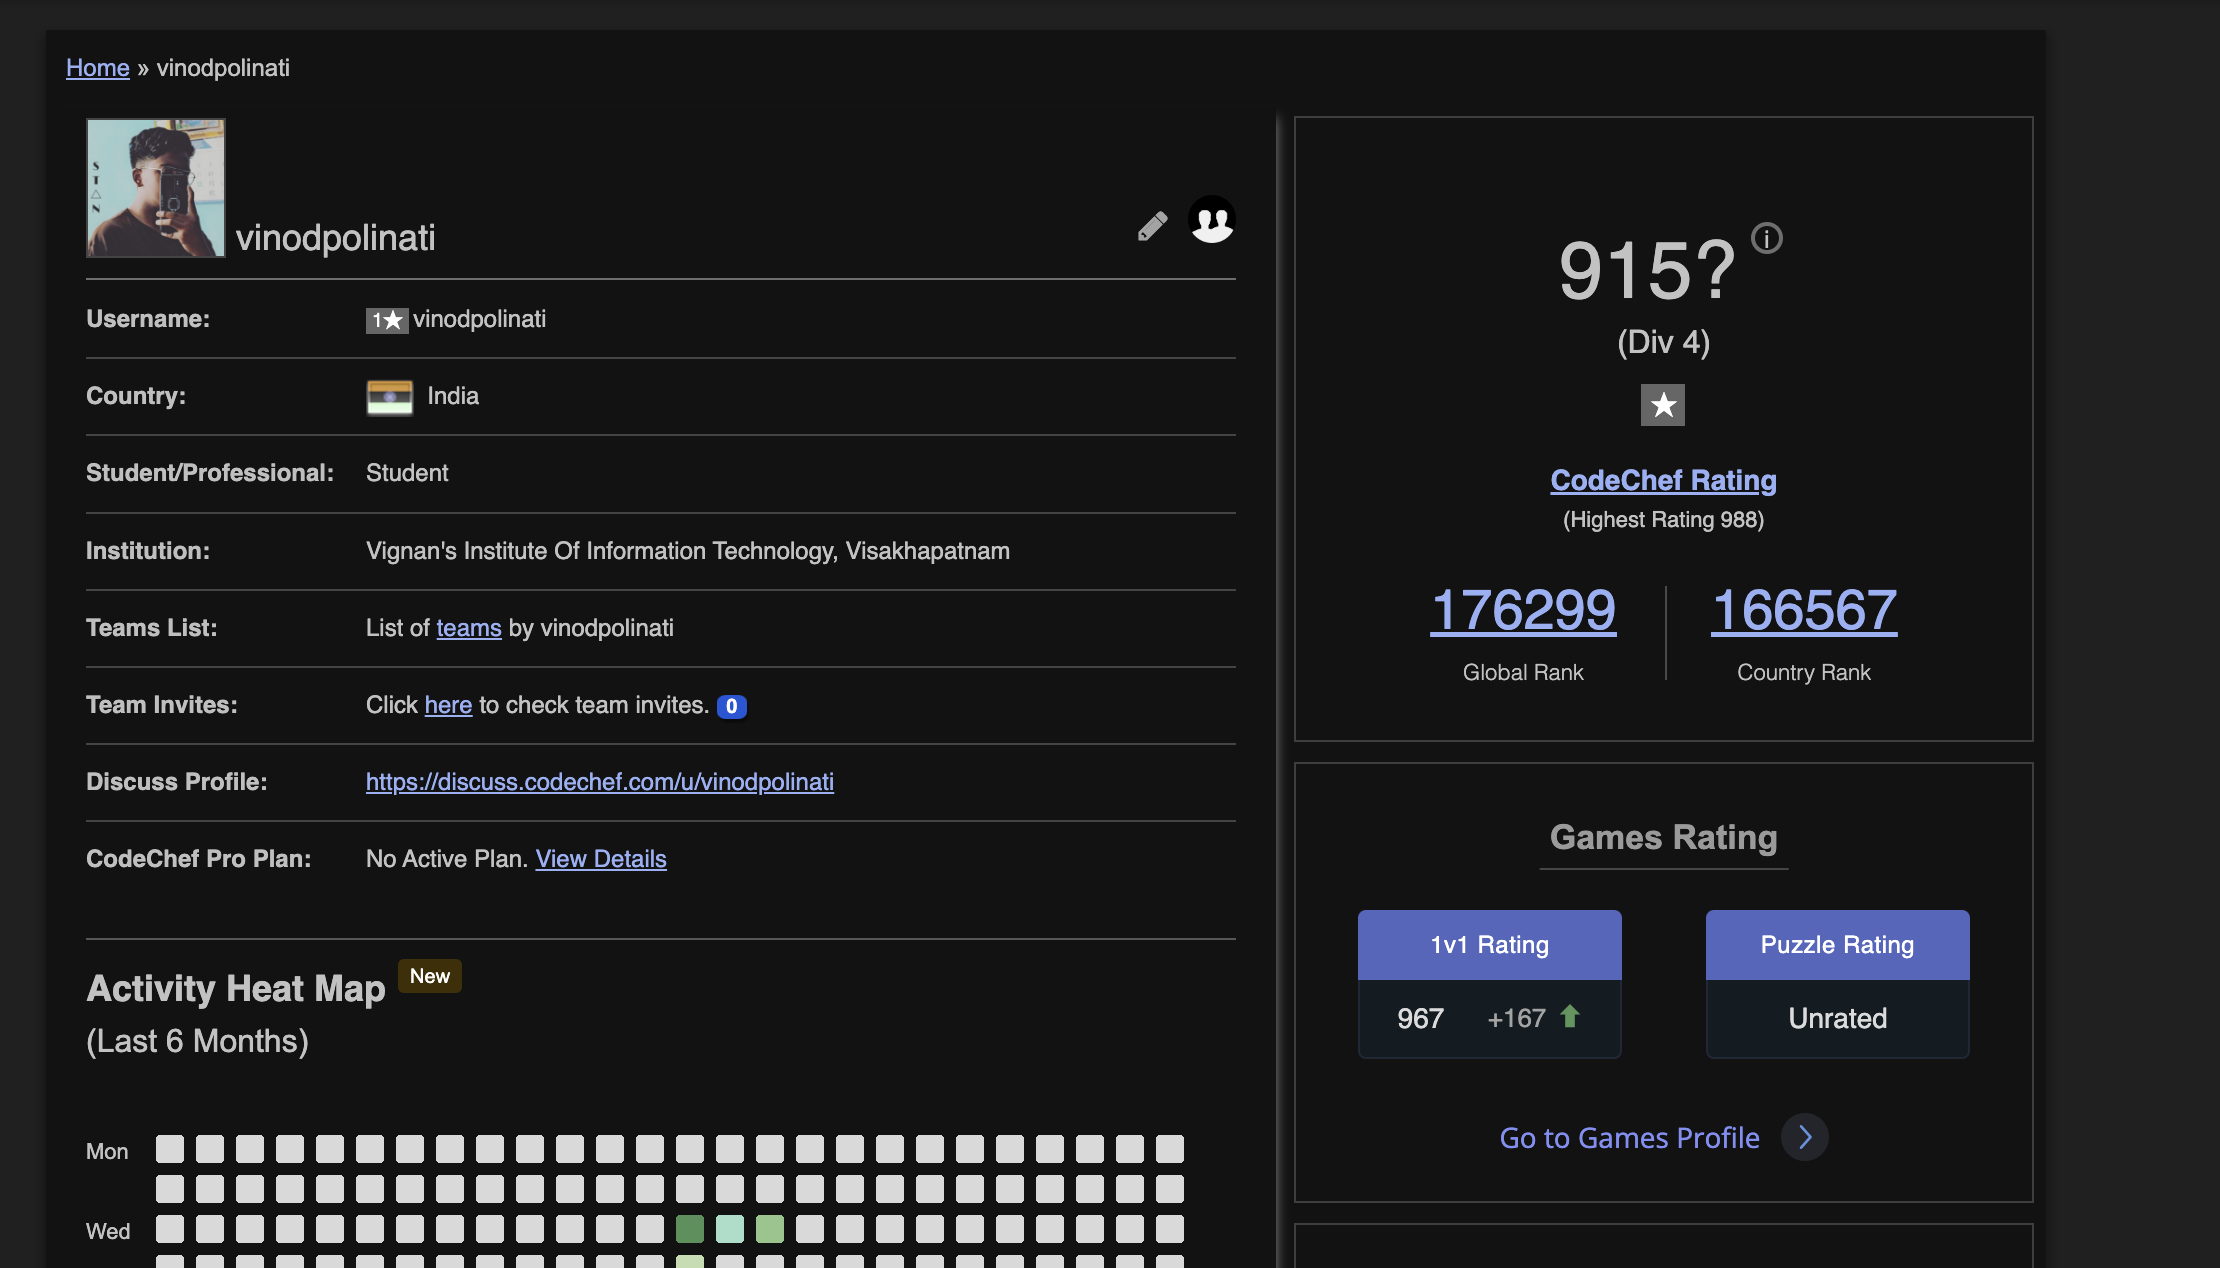 Home » vinodpolinati
STAN
vinodpolinati
Username: 1★ vinodpolinati
Country: India
Student/Professional: Student
Institution: Vignan's Institute Of Information Technology, Visakhapatnam
Teams List: List of teams by vinodpolinati
Team Invites: Click here to check team invites. 0
Discuss Profile: https://discuss.codechef.com/u/vinodpolinati
CodeChef Pro Plan: No Active Plan. View Details
Activity Heat Map New
(Last 6 Months)
Mon
Wed
915? i
(Div 4)
★
CodeChef Rating
(Highest Rating 988)
176299 166567
Global Rank Country Rank
Games Rating
1v1 Rating Puzzle Rating
967 +167 Unrated
Go to Games Profile